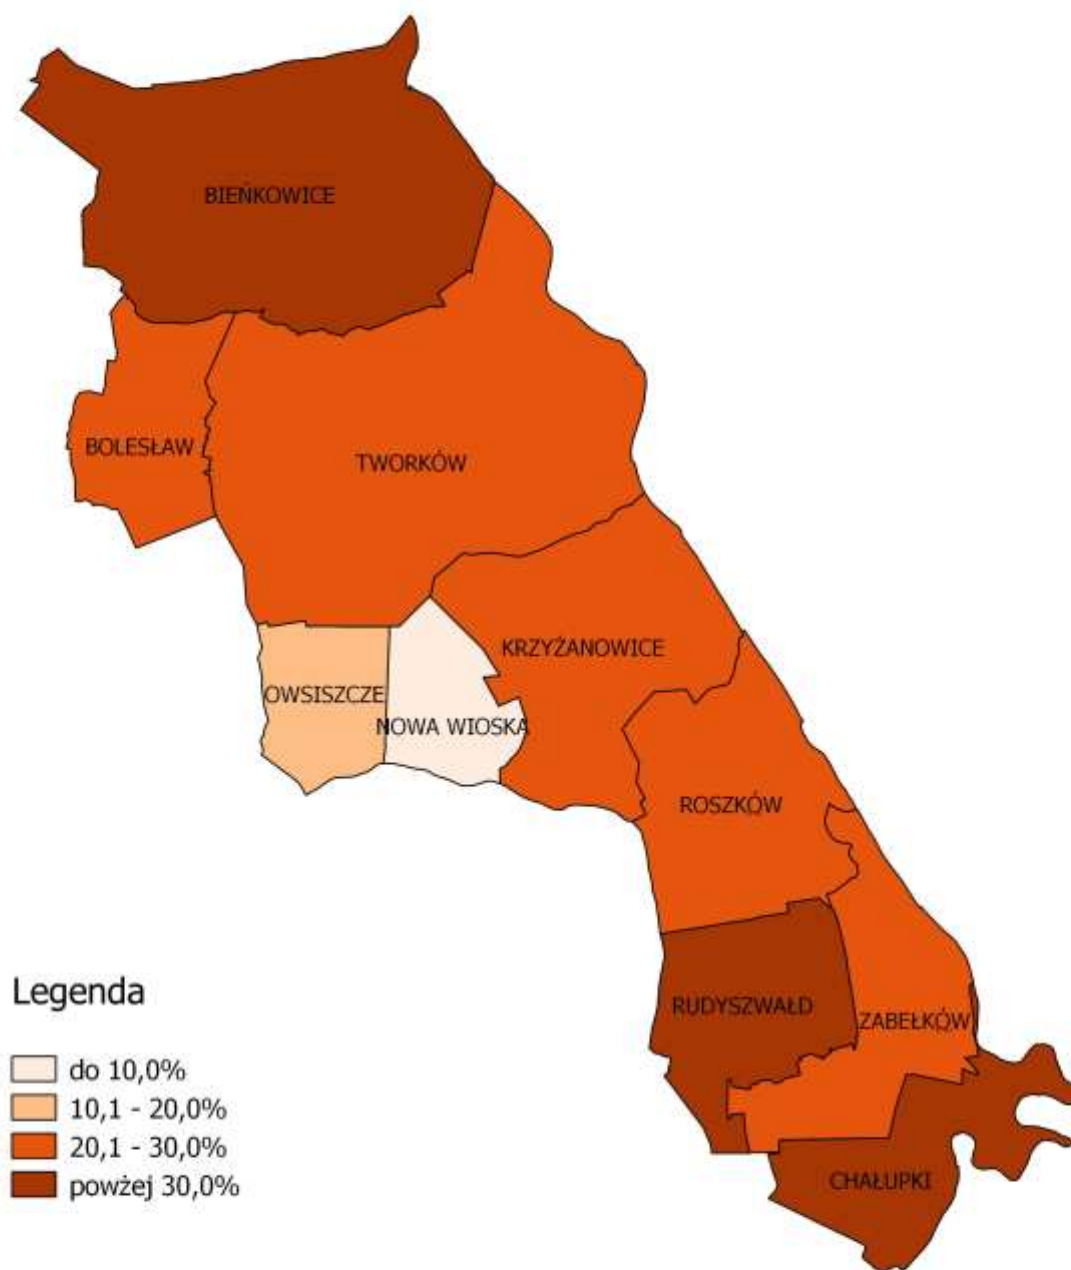 BIEŃKOWICE
BOLESŁAW
TWORKÓW
KRZYŻANOWICE
OWSISZCZE
NOWA WIOSKA
ROSZKÓW
RUDYSZWAŁD
ZABEŁKÓW
CHAŁUPKI
Legenda
do 10,0%
10,1 - 20,0%
20,1 - 30,0%
powżej 30,0%